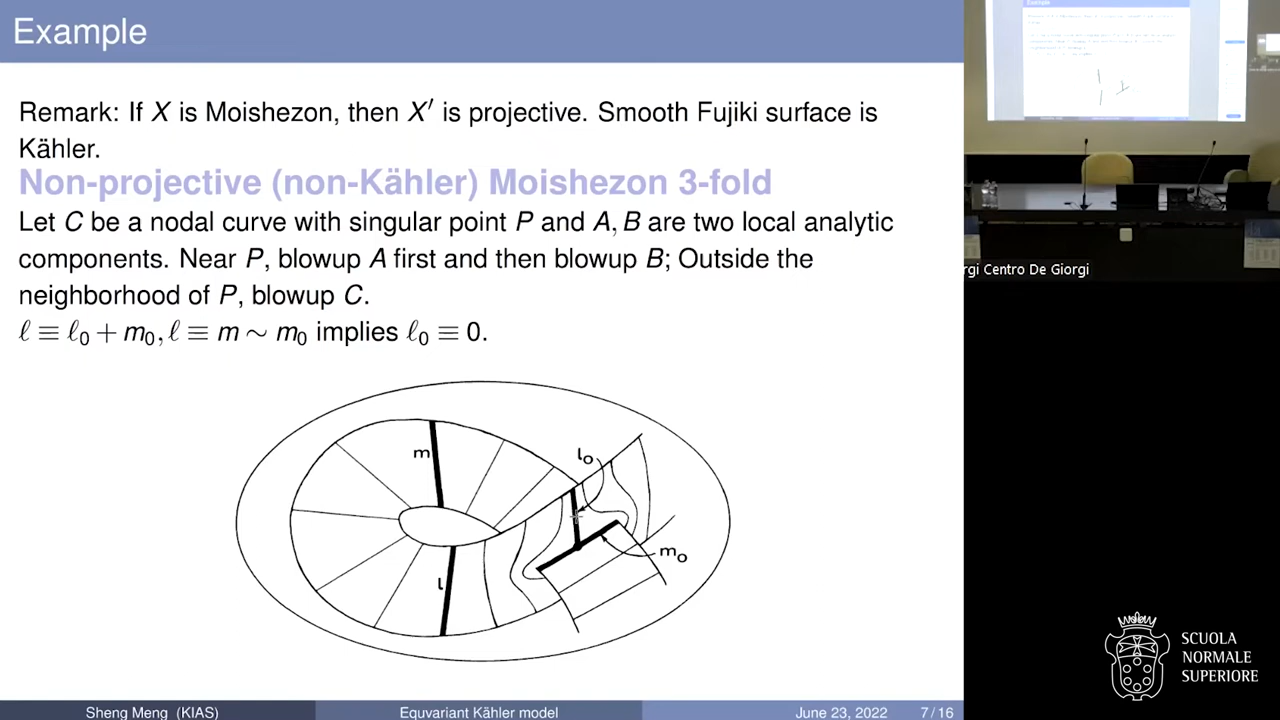 Example
Remark: If X is Moishezon, then X′ is projective. Smooth Fujiki surface is
Kähler.
Non-projective (non-Kähler) Moishezon 3-fold
Let C be a nodal curve with singular point P and A, B are two local analytic
components. Near P, blowup A first and then blowup B; Outside the
neighborhood of P, blowup C.
ℓ ≡ ℓ₀ + m₀, ℓ ≡ m ∼ m₀ implies ℓ₀ ≡ 0.
m
l₀
l
m₀
Sheng Meng (KIAS)
Equvariant Kähler model
June 23, 2022
7 / 16
rgi Centro De Giorgi
SCUOLA
NORMALE
SUPERIORE